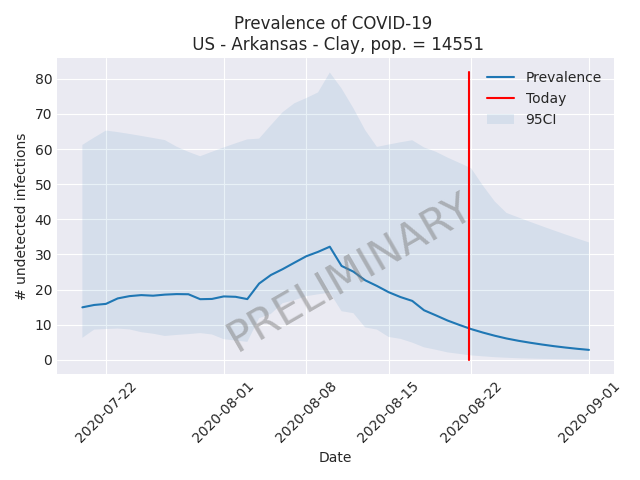 Prevalence of COVID-19
US - Arkansas - Clay, pop. = 14551
Prevalence
Today
95CI
# undetected infections
80
70
60
50
40
30
20
10
0
PRELIMINARY
2020-07-22
2020-08-01
2020-08-08
2020-08-15
2020-08-22
2020-09-01
Date